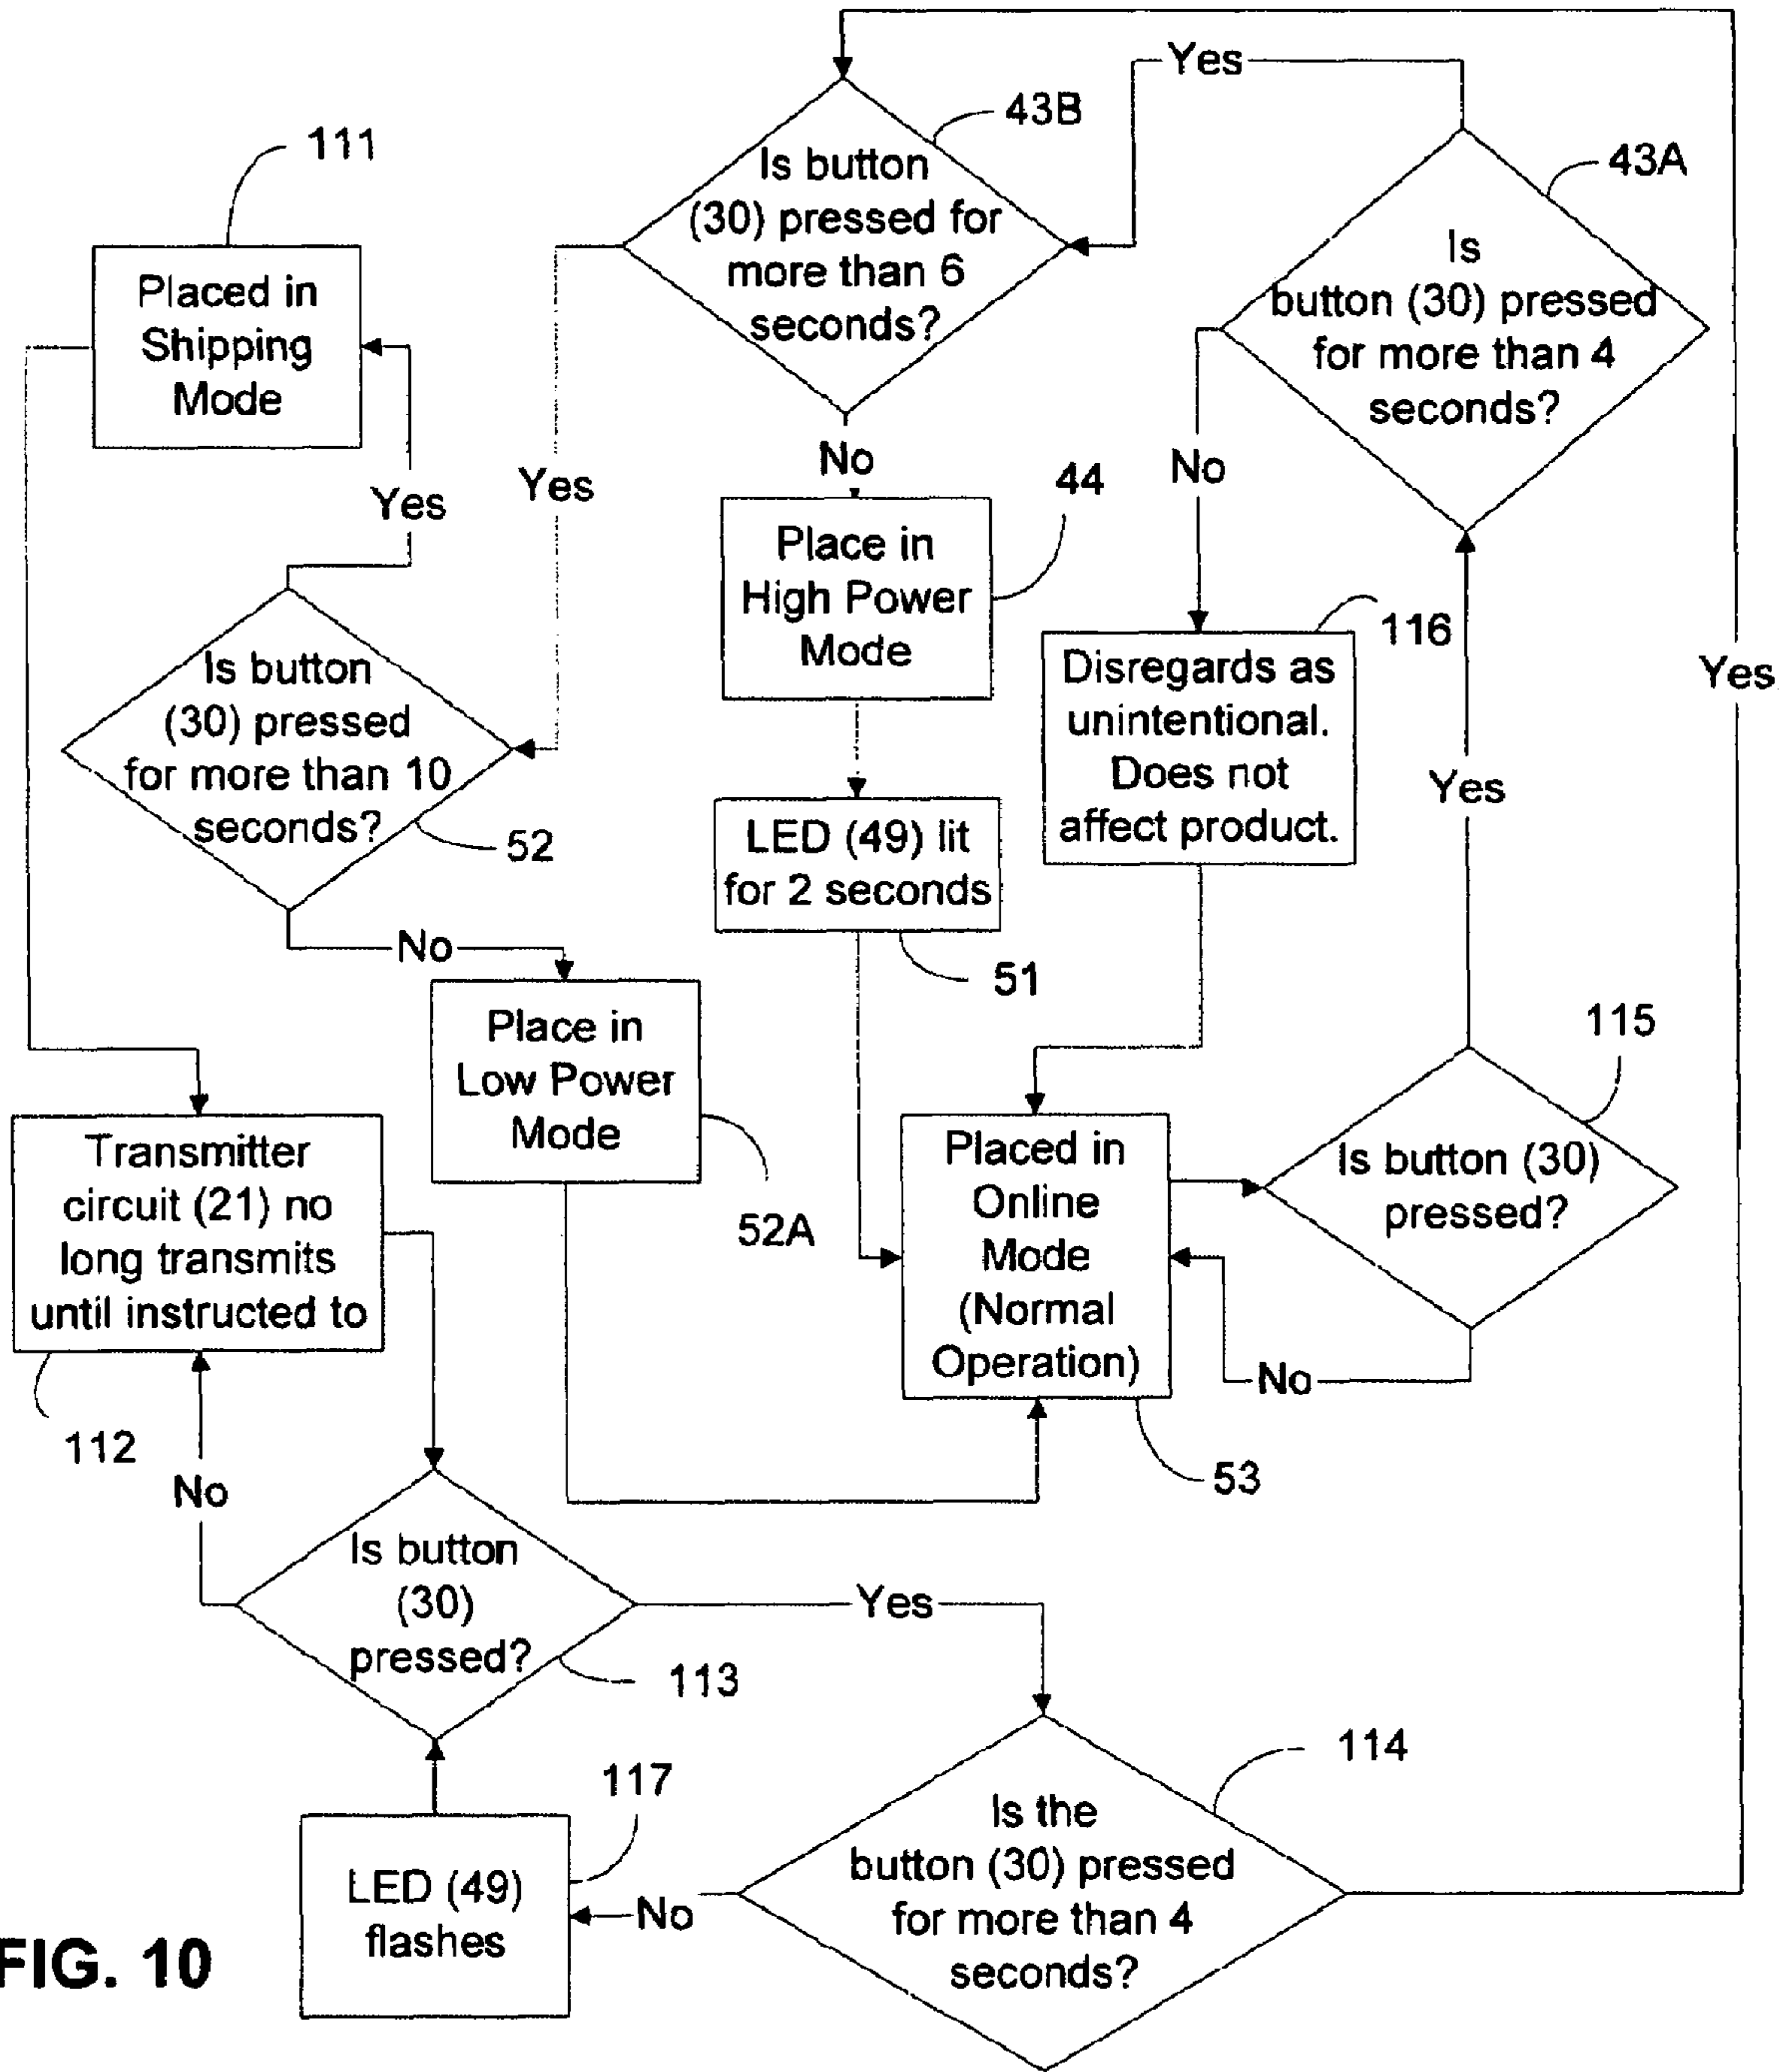 Yes
43B
Is button
(30) pressed for
more than 6
seconds?
111
43A
Is
button (30) pressed
for more than 4
seconds?
Placed in
Shipping
Mode
No
Yes
Yes
No
44
Place in
High Power
Mode
116
Disregards as
unintentional.
Does not
affect product.
Yes
Is button
(30) pressed
for more than 10
seconds?
52
Yes
LED (49) lit
for 2 seconds
No
51
Place in
Low Power
Mode
52A
115
Is button (30)
pressed?
Transmitter
circuit (21) no
long transmits
until instructed to
Placed in
Online
Mode
(Normal
Operation)
No
112
53
No
Is button
(30)
pressed?
Yes
113
114
117
Is the
button (30) pressed
for more than 4
seconds?
LED (49)
flashes
No
FIG. 10